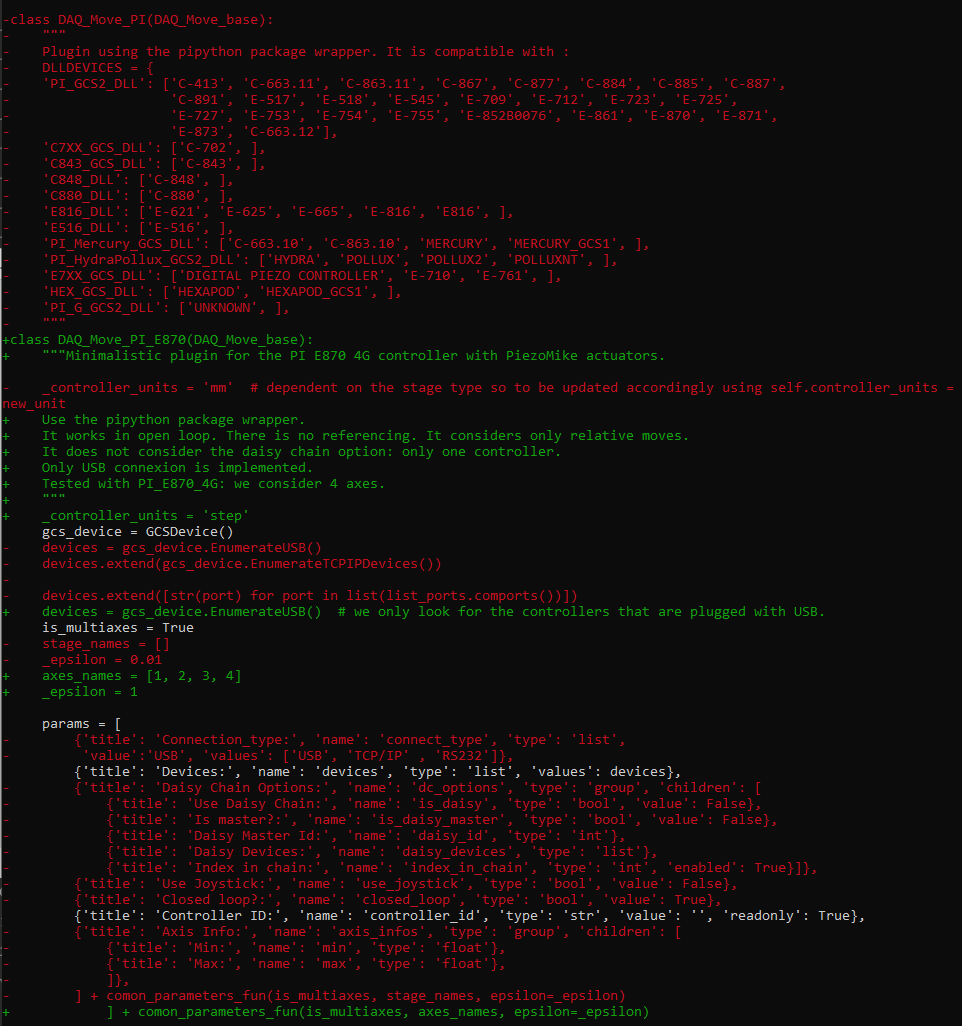 -class DAQ_Move_PI(DAQ_Move_base):
-    """
-    Plugin using the pipython package wrapper. It is compatible with :
-    DLLDEVICES = {
-    'PI_GCS2_DLL': ['C-413', 'C-663.11', 'C-863.11', 'C-867', 'C-877', 'C-884', 'C-885', 'C-887',
-                    'C-891', 'E-517', 'E-518', 'E-545', 'E-709', 'E-712', 'E-723', 'E-725',
-                    'E-727', 'E-753', 'E-754', 'E-755', 'E-852B0076', 'E-861', 'E-870', 'E-871',
-                    'E-873', 'C-663.12'],
-    'C7XX_GCS_DLL': ['C-702', ],
-    'C843_GCS_DLL': ['C-843', ],
-    'C848_DLL': ['C-848', ],
-    'C880_DLL': ['C-880', ],
-    'E816_DLL': ['E-621', 'E-625', 'E-665', 'E-816', 'E816', ],
-    'E516_DLL': ['E-516', ],
-    'PI_Mercury_GCS_DLL': ['C-663.10', 'C-863.10', 'MERCURY', 'MERCURY_GCS1', ],
-    'PI_HydraPollux_GCS2_DLL': ['HYDRA', 'POLLUX', 'POLLUX2', 'POLLUXNT', ],
-    'E7XX_GCS_DLL': ['DIGITAL PIEZO CONTROLLER', 'E-710', 'E-761', ],
-    'HEX_GCS_DLL': ['HEXAPOD', 'HEXAPOD_GCS1', ],
-    'PI_G_GCS2_DLL': ['UNKNOWN', ],
-    """
+class DAQ_Move_PI_E870(DAQ_Move_base):
+    """Minimalistic plugin for the PI E870 4G controller with PiezoMike actuators.
-    _controller_units = 'mm'  # dependent on the stage type so to be updated accordingly using self.controller_units =
new_unit
+    Use the pipython package wrapper.
+    It works in open loop. There is no referencing. It considers only relative moves.
+    It does not consider the daisy chain option: only one controller.
+    Only USB connexion is implemented.
+    Tested with PI_E870_4G: we consider 4 axes.
+    """
+    _controller_units = 'step'
     gcs_device = GCSDevice()
-    devices = gcs_device.EnumerateUSB()
-    devices.extend(gcs_device.EnumerateTCPIPDevices())
-
-    devices.extend([str(port) for port in list(list_ports.comports())])
+    devices = gcs_device.EnumerateUSB()  # we only look for the controllers that are plugged with USB.
     is_multiaxes = True
-    stage_names = []
-    _epsilon = 0.01
+    axes_names = [1, 2, 3, 4]
+    _epsilon = 1
     params = [
-        {'title': 'Connection_type:', 'name': 'connect_type', 'type': 'list',
-         'value':'USB', 'values': ['USB', 'TCP/IP' , 'RS232']},
         {'title': 'Devices:', 'name': 'devices', 'type': 'list', 'values': devices},
-        {'title': 'Daisy Chain Options:', 'name': 'dc_options', 'type': 'group', 'children': [
-            {'title': 'Use Daisy Chain:', 'name': 'is_daisy', 'type': 'bool', 'value': False},
-            {'title': 'Is master?:', 'name': 'is_daisy_master', 'type': 'bool', 'value': False},
-            {'title': 'Daisy Master Id:', 'name': 'daisy_id', 'type': 'int'},
-            {'title': 'Daisy Devices:', 'name': 'daisy_devices', 'type': 'list'},
-            {'title': 'Index in chain:', 'name': 'index_in_chain', 'type': 'int', 'enabled': True}]},
-        {'title': 'Use Joystick:', 'name': 'use_joystick', 'type': 'bool', 'value': False},
-        {'title': 'Closed loop?:', 'name': 'closed_loop', 'type': 'bool', 'value': True},
         {'title': 'Controller ID:', 'name': 'controller_id', 'type': 'str', 'value': '', 'readonly': True},
-        {'title': 'Axis Info:', 'name': 'axis_infos', 'type': 'group', 'children': [
-            {'title': 'Min:', 'name': 'min', 'type': 'float'},
-            {'title': 'Max:', 'name': 'max', 'type': 'float'},
-            ]},
-        ] + comon_parameters_fun(is_multiaxes, stage_names, epsilon=_epsilon)
+            ] + comon_parameters_fun(is_multiaxes, axes_names, epsilon=_epsilon)